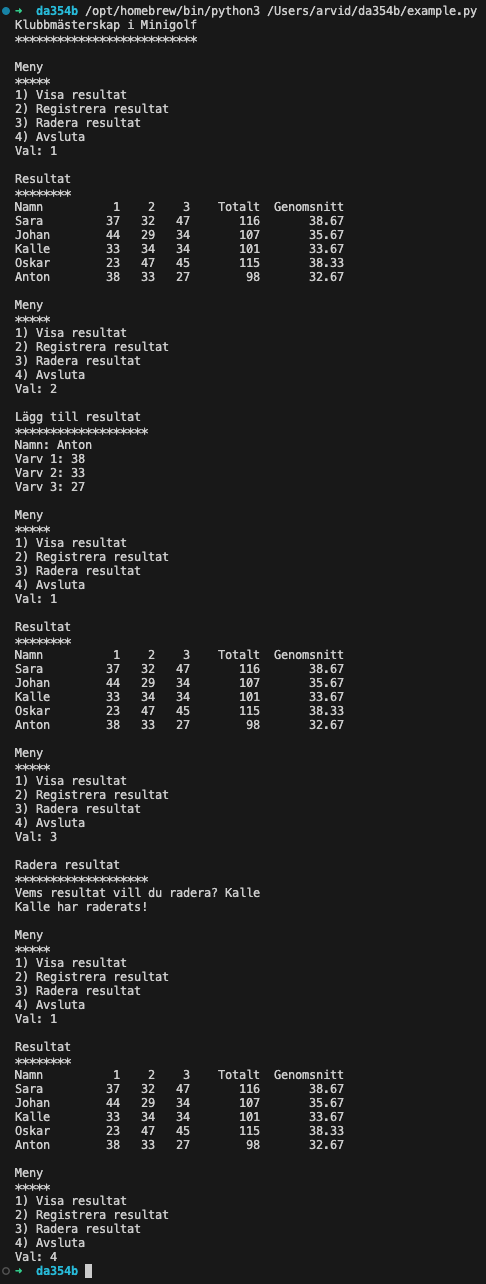 ➜  da354b /opt/homebrew/bin/python3 /Users/arvid/da354b/example.py
Klubbmästerskap i Minigolf
**************************

Meny
*****
1) Visa resultat
2) Registrera resultat
3) Radera resultat
4) Avsluta
Val: 1

Resultat
********
Namn          1    2    3    Totalt  Genomsnitt
Sara         37   32   47       116       38.67
Johan        44   29   34       107       35.67
Kalle        33   34   34       101       33.67
Oskar        23   47   45       115       38.33
Anton        38   33   27        98       32.67

Meny
*****
1) Visa resultat
2) Registrera resultat
3) Radera resultat
4) Avsluta
Val: 2

Lägg till resultat
*******************
Namn: Anton
Varv 1: 38
Varv 2: 33
Varv 3: 27

Meny
*****
1) Visa resultat
2) Registrera resultat
3) Radera resultat
4) Avsluta
Val: 1

Resultat
********
Namn          1    2    3    Totalt  Genomsnitt
Sara         37   32   47       116       38.67
Johan        44   29   34       107       35.67
Kalle        33   34   34       101       33.67
Oskar        23   47   45       115       38.33
Anton        38   33   27        98       32.67

Meny
*****
1) Visa resultat
2) Registrera resultat
3) Radera resultat
4) Avsluta
Val: 3

Radera resultat
*******************
Vems resultat vill du radera? Kalle
Kalle har raderats!

Meny
*****
1) Visa resultat
2) Registrera resultat
3) Radera resultat
4) Avsluta
Val: 1

Resultat
********
Namn          1    2    3    Totalt  Genomsnitt
Sara         37   32   47       116       38.67
Johan        44   29   34       107       35.67
Kalle        33   34   34       101       33.67
Oskar        23   47   45       115       38.33
Anton        38   33   27        98       32.67

Meny
*****
1) Visa resultat
2) Registrera resultat
3) Radera resultat
4) Avsluta
Val: 4
➜  da354b